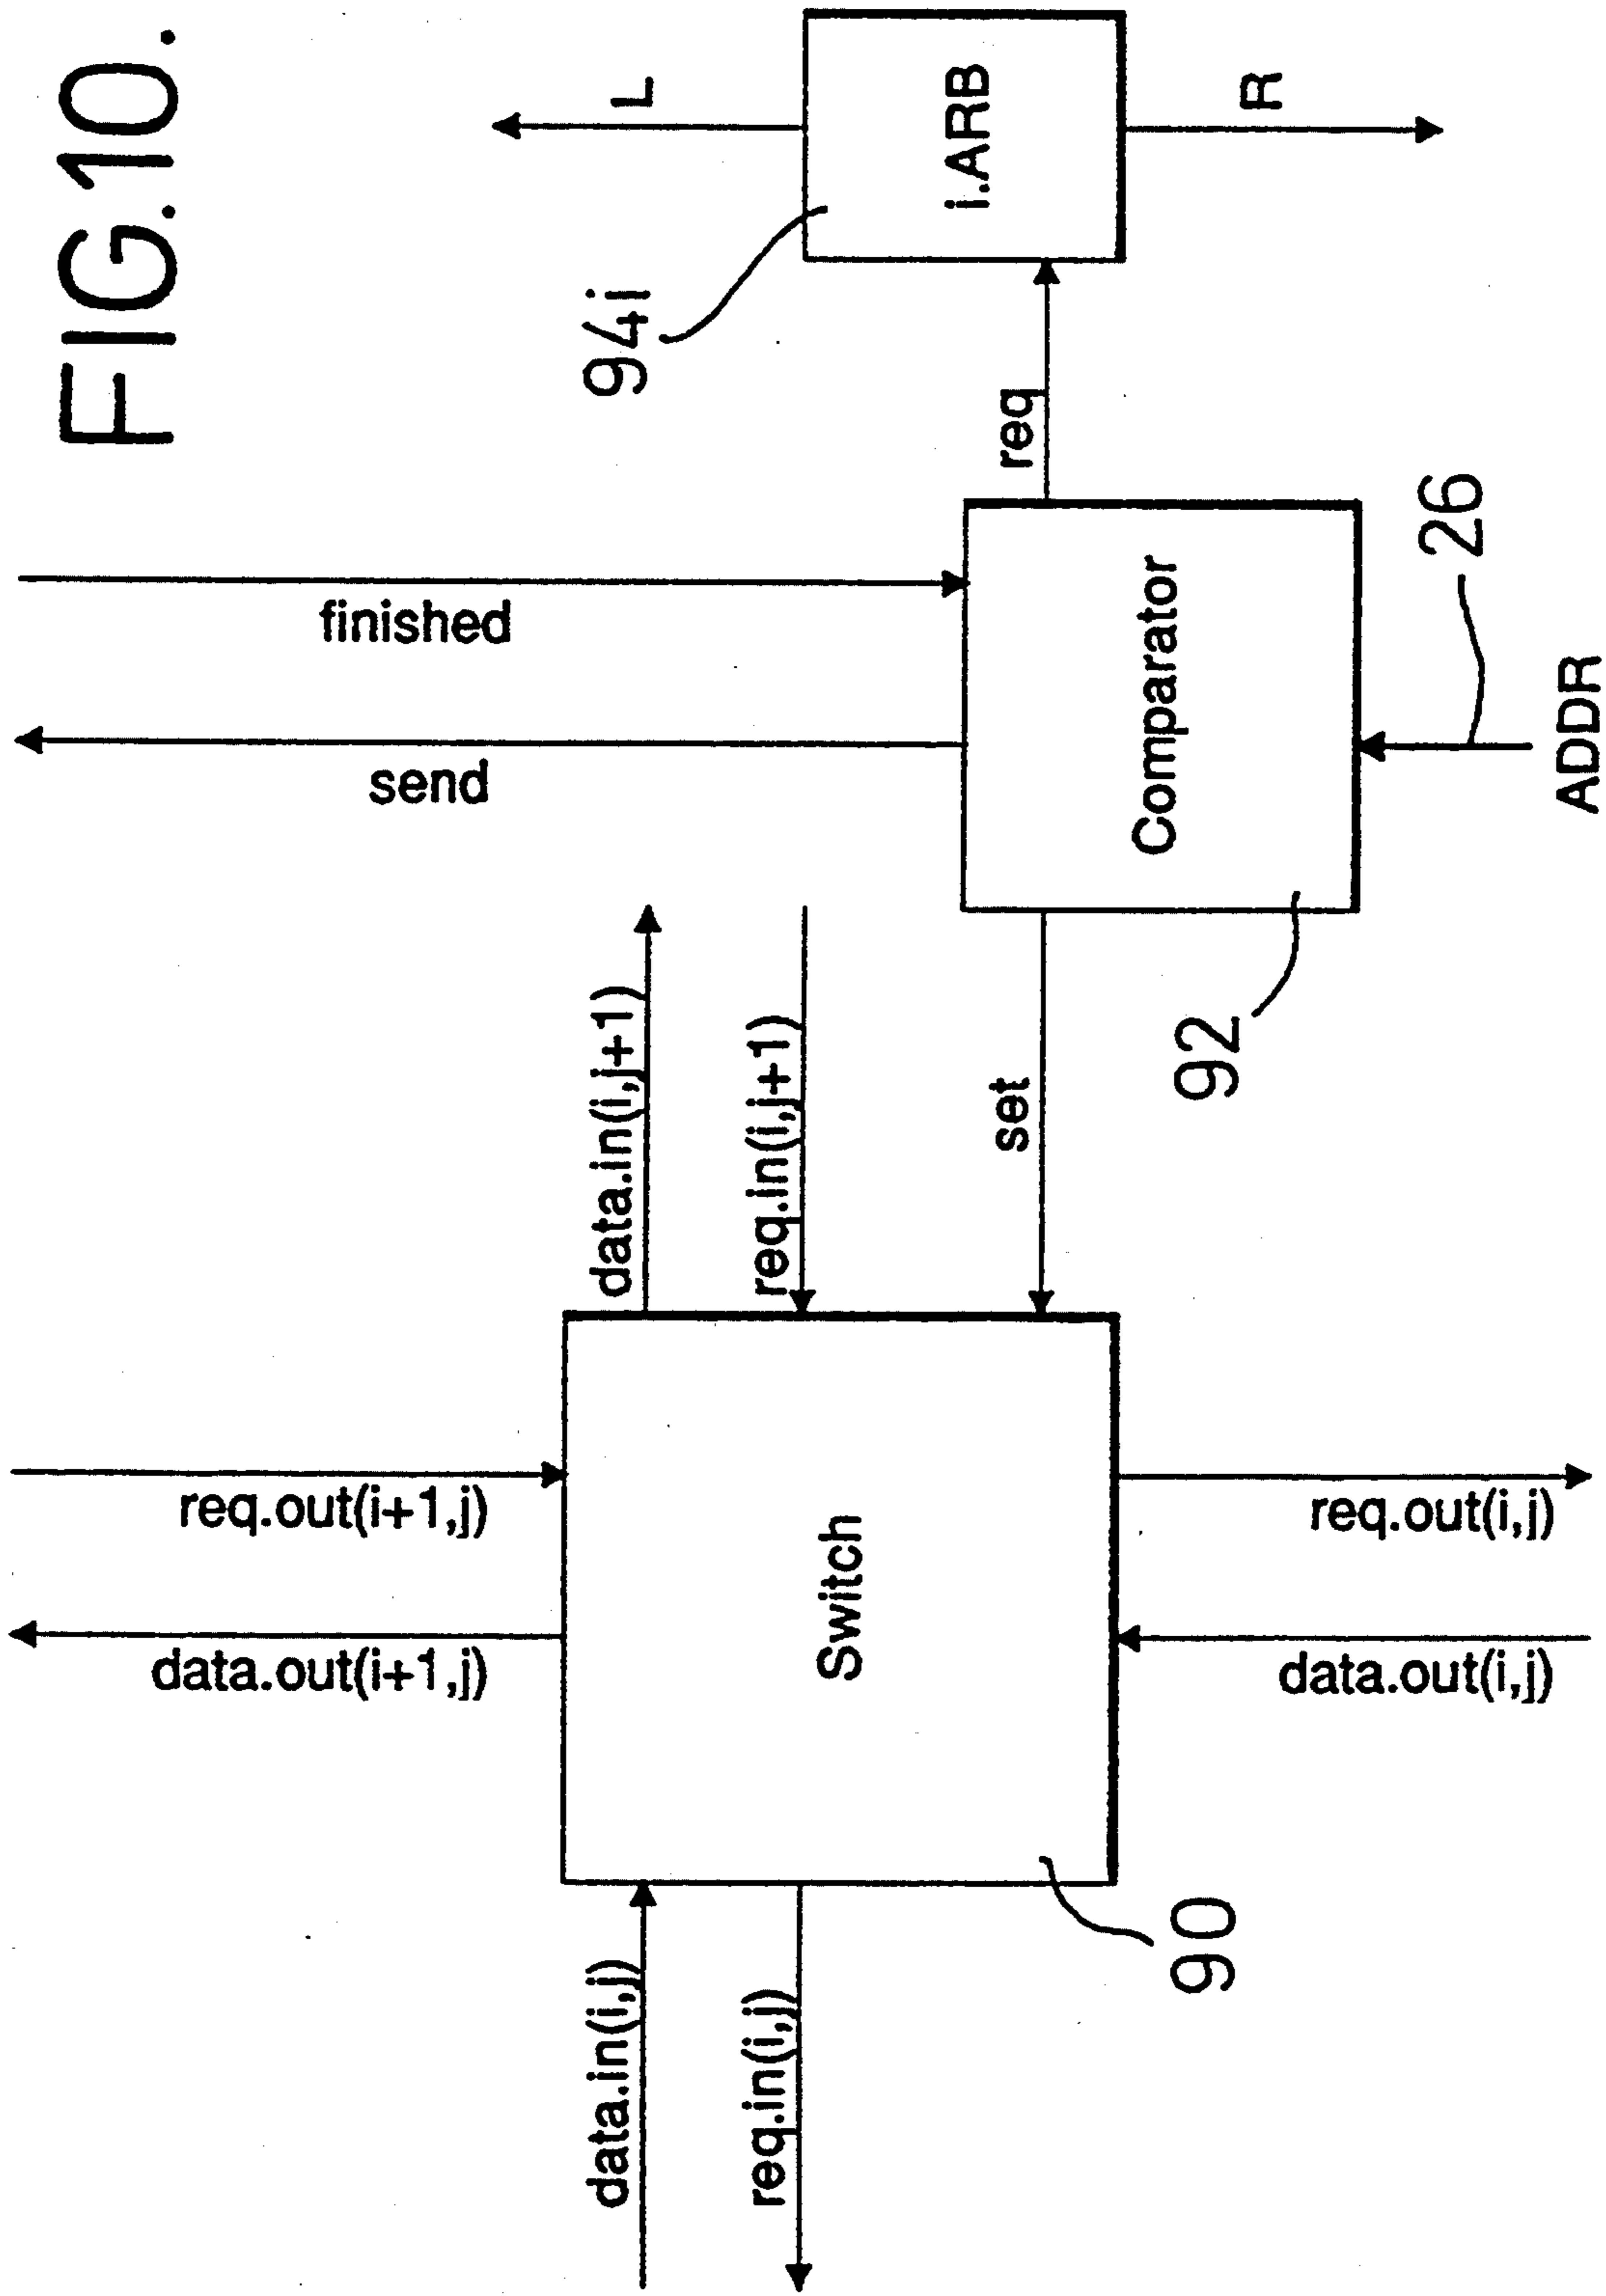 FIG.10.
L
94i
i.ARB
R
req
finished
send
Comparator
26
ADDR
92
data.in(i,j+1)
req.in(i,j+1)
set
req.out(i+1,j)
data.out(i+1,j)
Switch
req.out(i,j)
data.out(i,j)
90
data.in(i,j)
req.in(i,j)